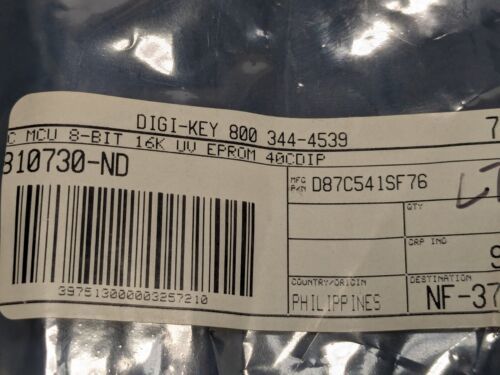 DIGI-KEY 800 344-4539
C MCU 8-BIT 16K UV EPROM 40CDIP
810730-ND
MFG P/N D87C541SF76
QTY
GRP IND
COUNTRY/ORIGIN
PHILIPPINES
DESTINATION
NF-37
397513000003257210